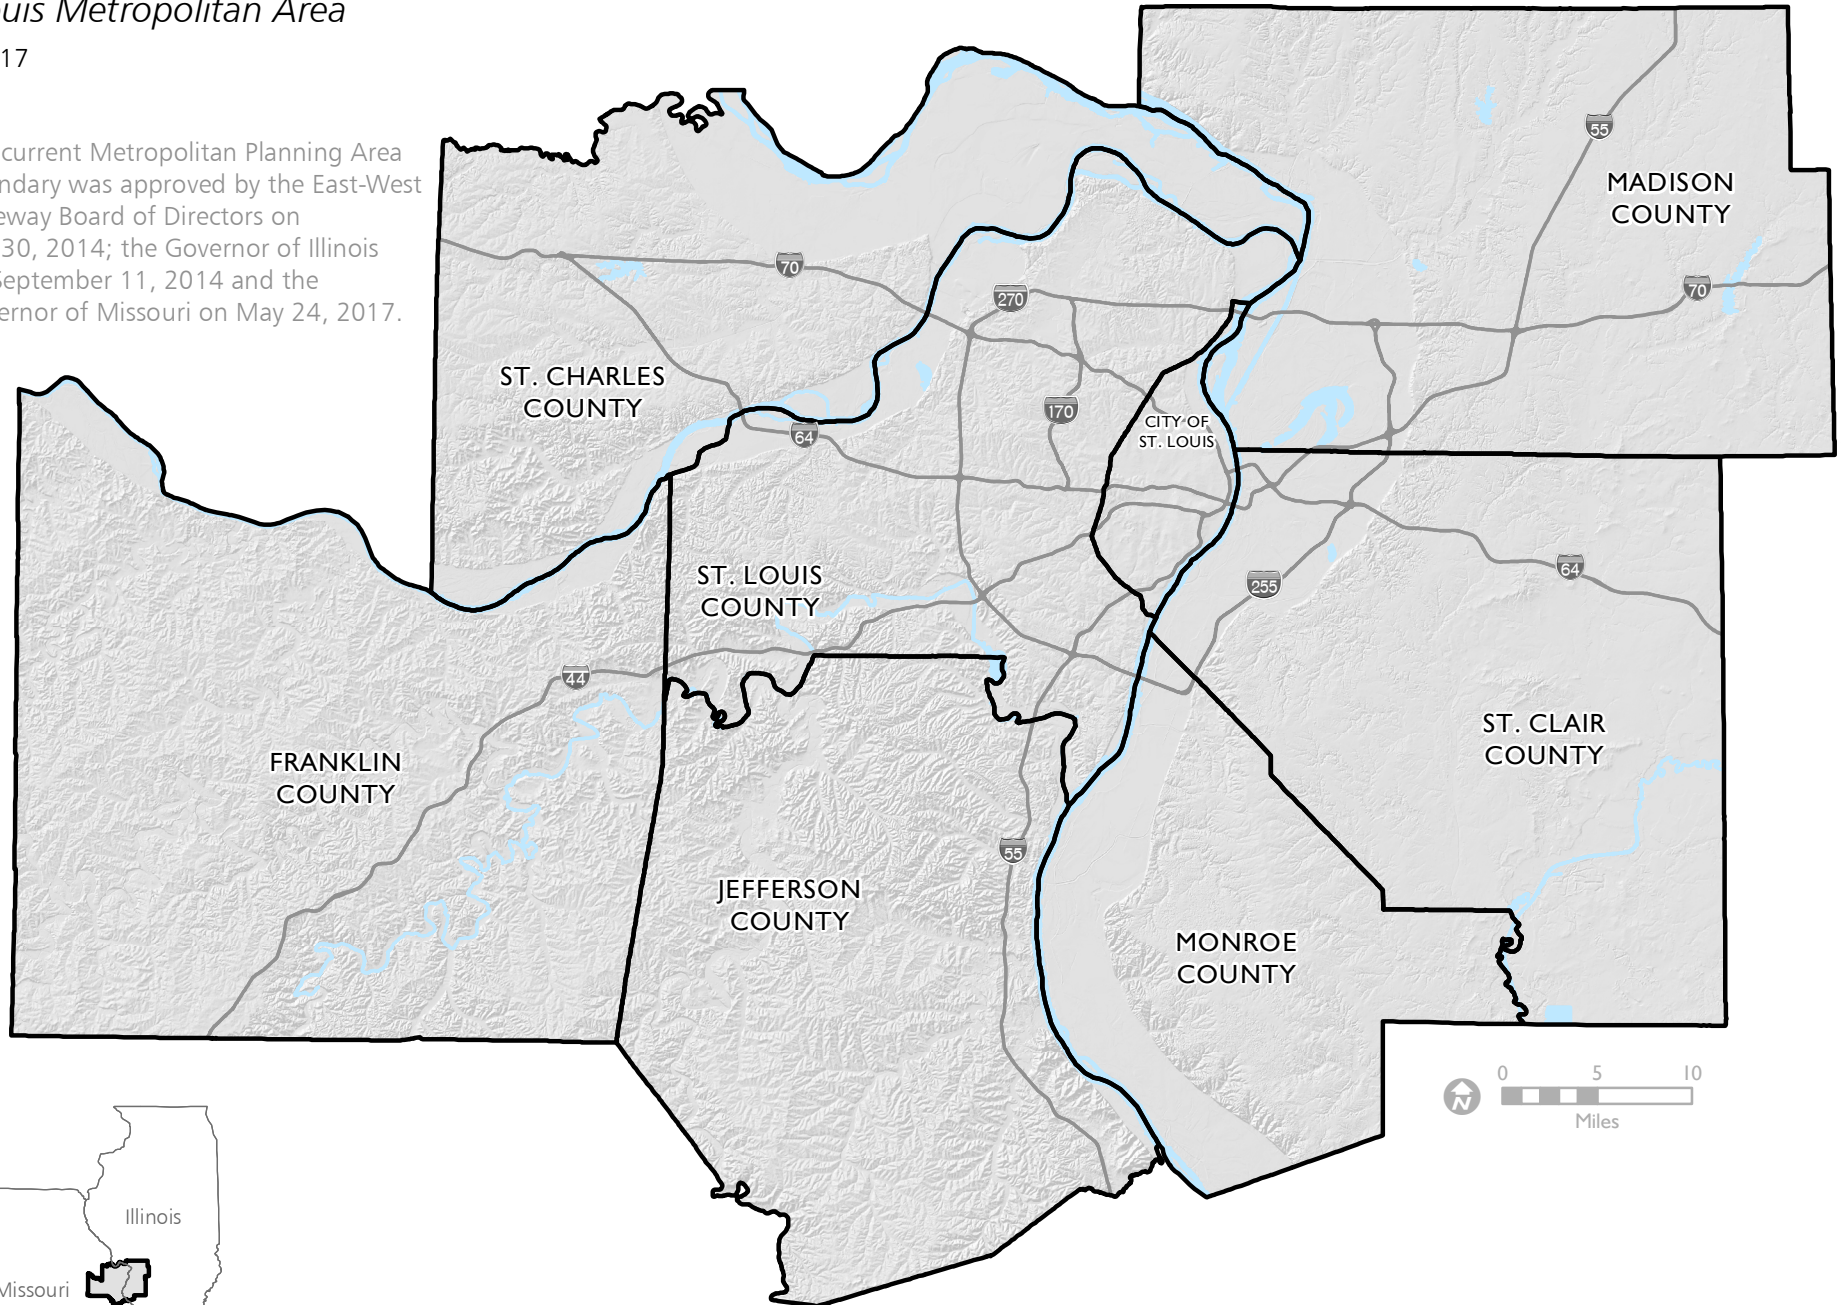 uis Metropolitan Area
17
current Metropolitan Planning Area
ndary was approved by the East-West
eway Board of Directors on
30, 2014; the Governor of Illinois
September 11, 2014 and the
ernor of Missouri on May 24, 2017.
55
MADISON
COUNTY
70
270
70
ST. CHARLES
COUNTY
170
CITY OF
ST. LOUIS
64
ST. LOUIS
COUNTY
255
64
44
FRANKLIN
COUNTY
ST. CLAIR
COUNTY
55
JEFFERSON
COUNTY
MONROE
COUNTY
0 5 10
N
Miles
Illinois
Missouri